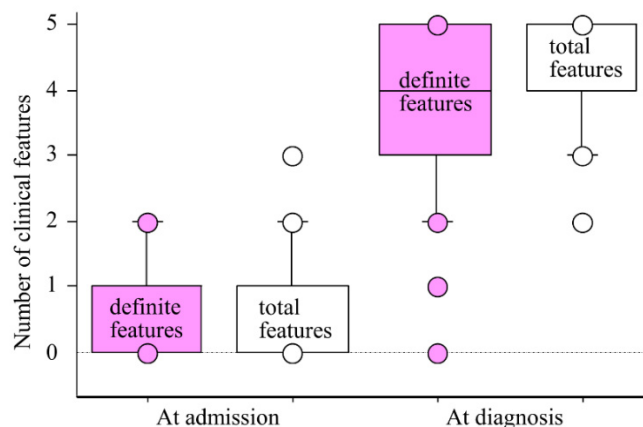 Number of clinical features
5
4
3
2
1
0
definite
features
total
features
definite
features
total
features
At admission
At diagnosis